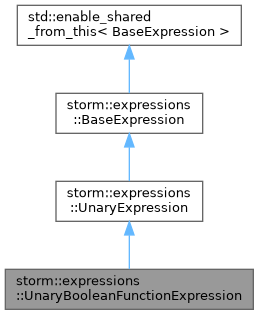 std::enable_shared
_from_this< BaseExpression >
storm::expressions
::BaseExpression
storm::expressions
::UnaryExpression
storm::expressions
::UnaryBooleanFunctionExpression